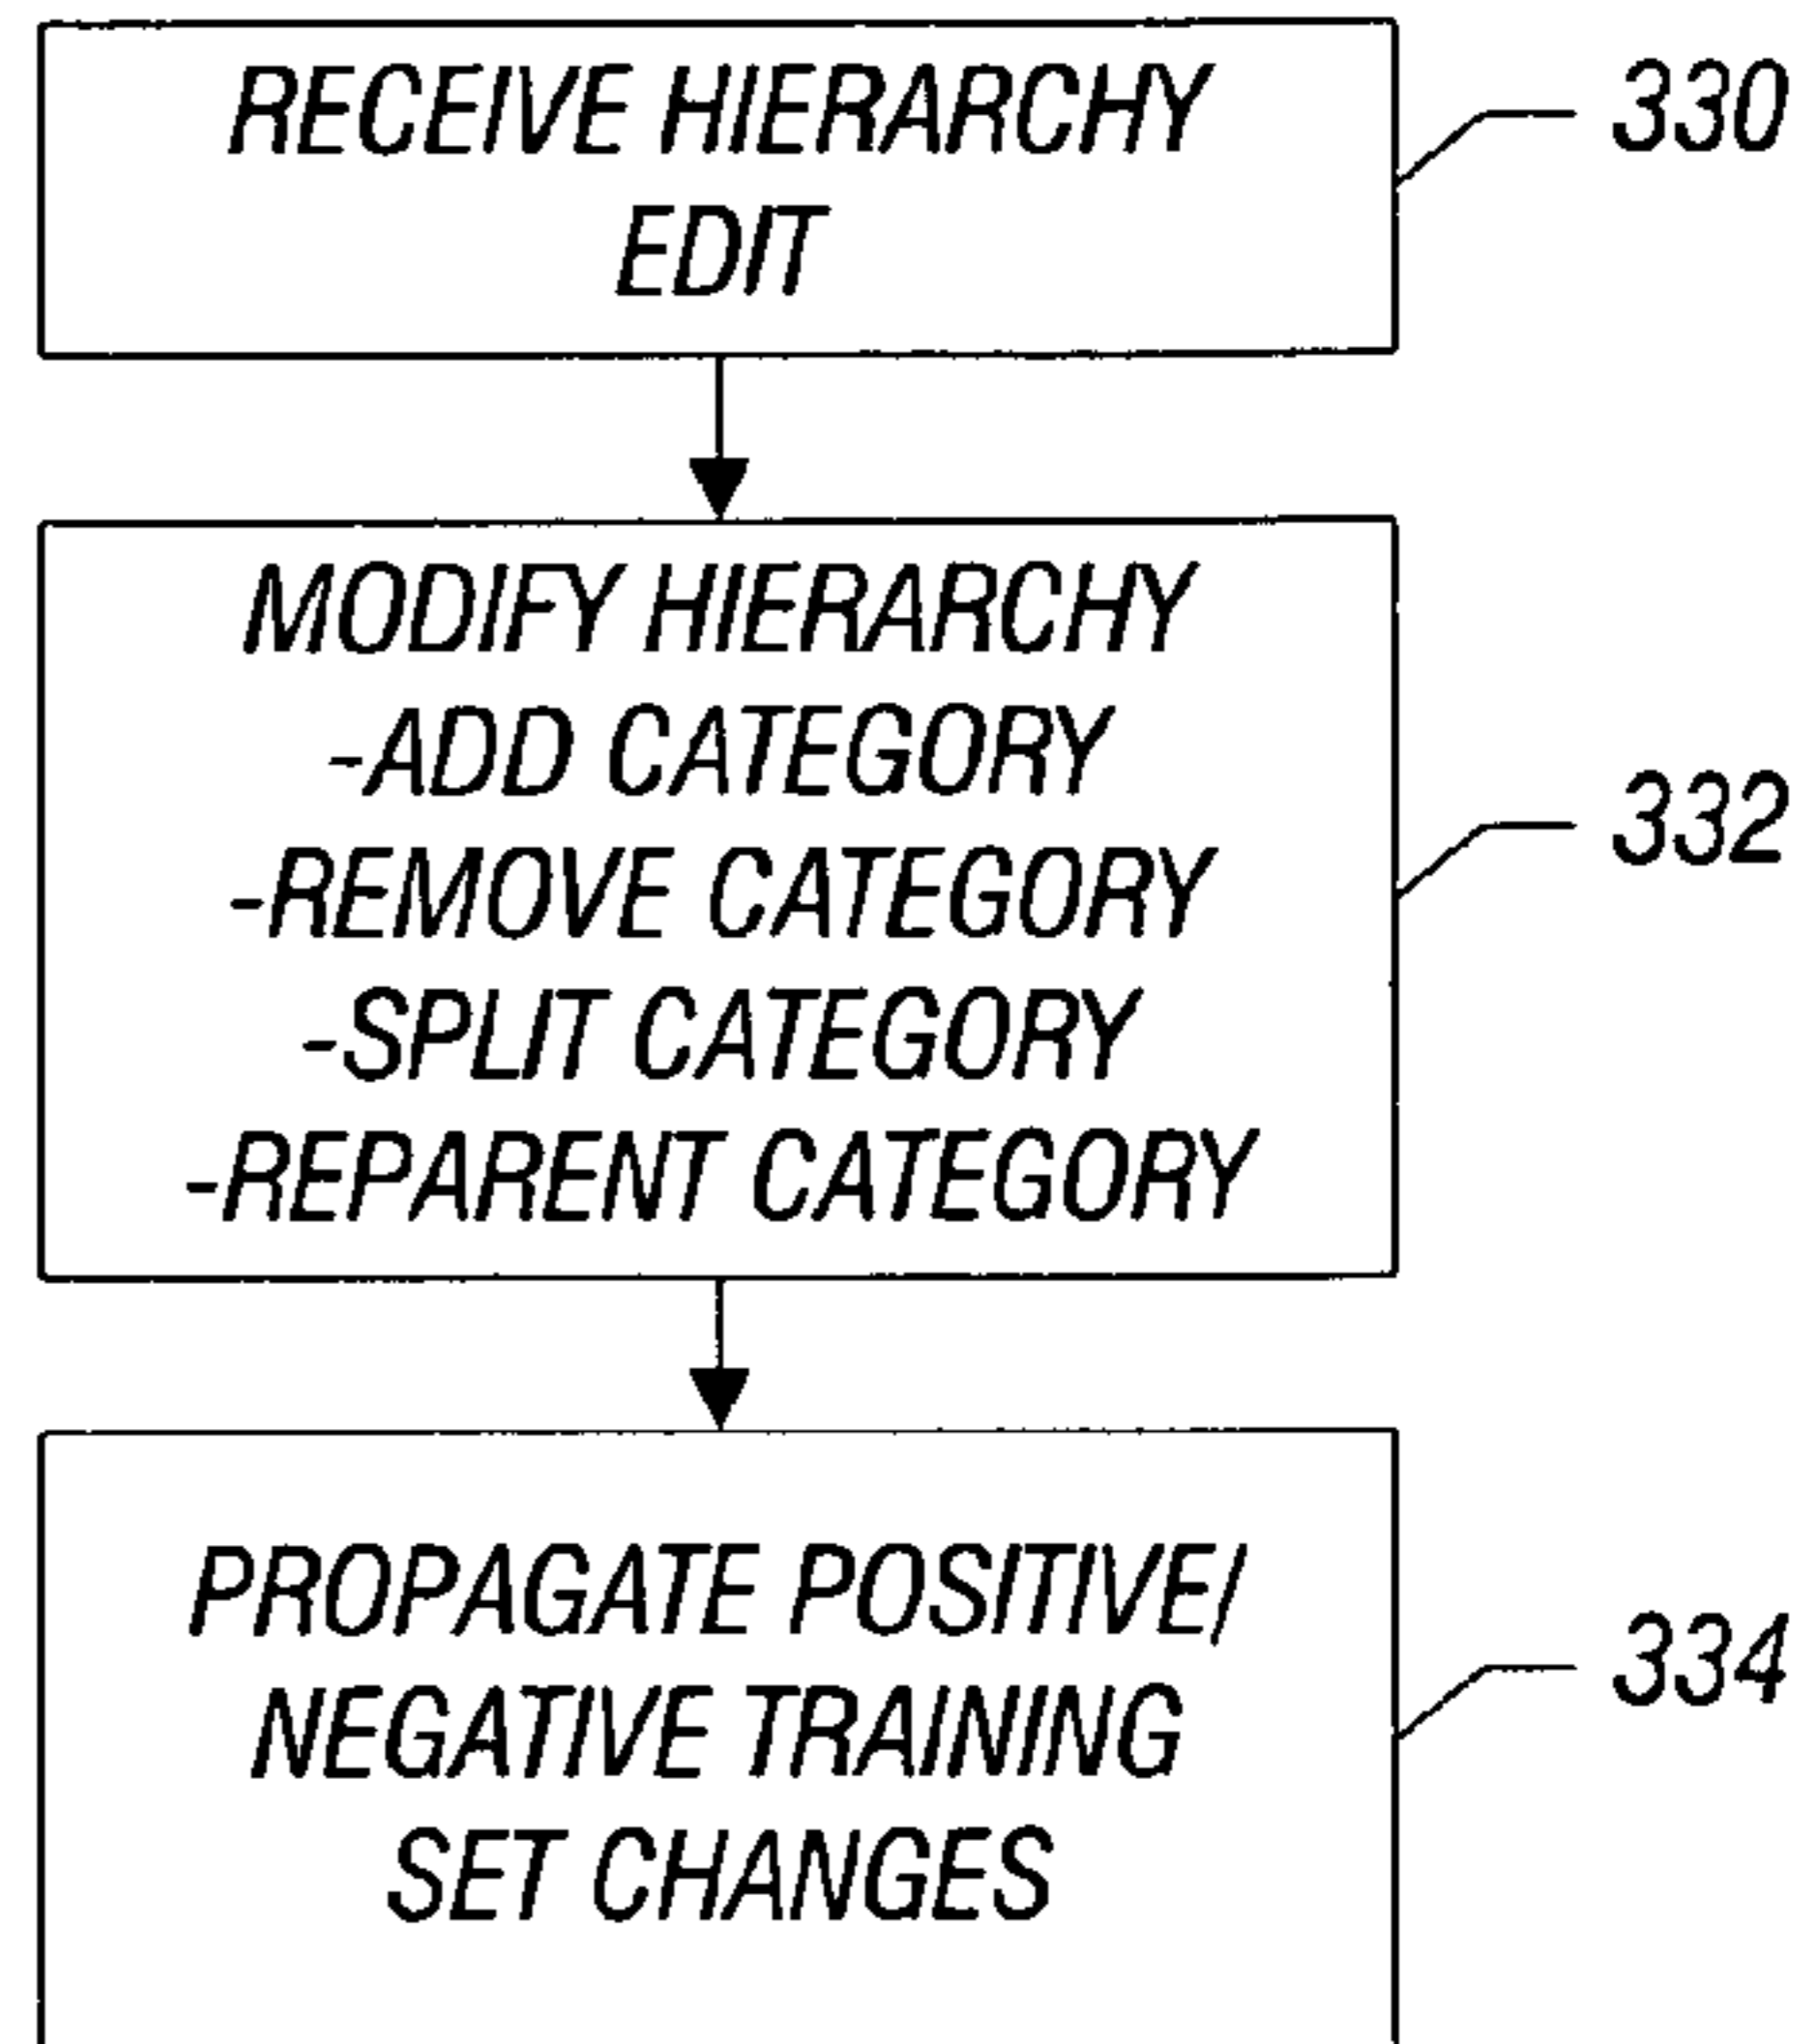 RECEIVE HIERARCHY
EDIT
330
MODIFY HIERARCHY
-ADD CATEGORY
-REMOVE CATEGORY
-SPLIT CATEGORY
-REPARENT CATEGORY
332
PROPAGATE POSITIVE/
NEGATIVE TRAINING
SET CHANGES
334